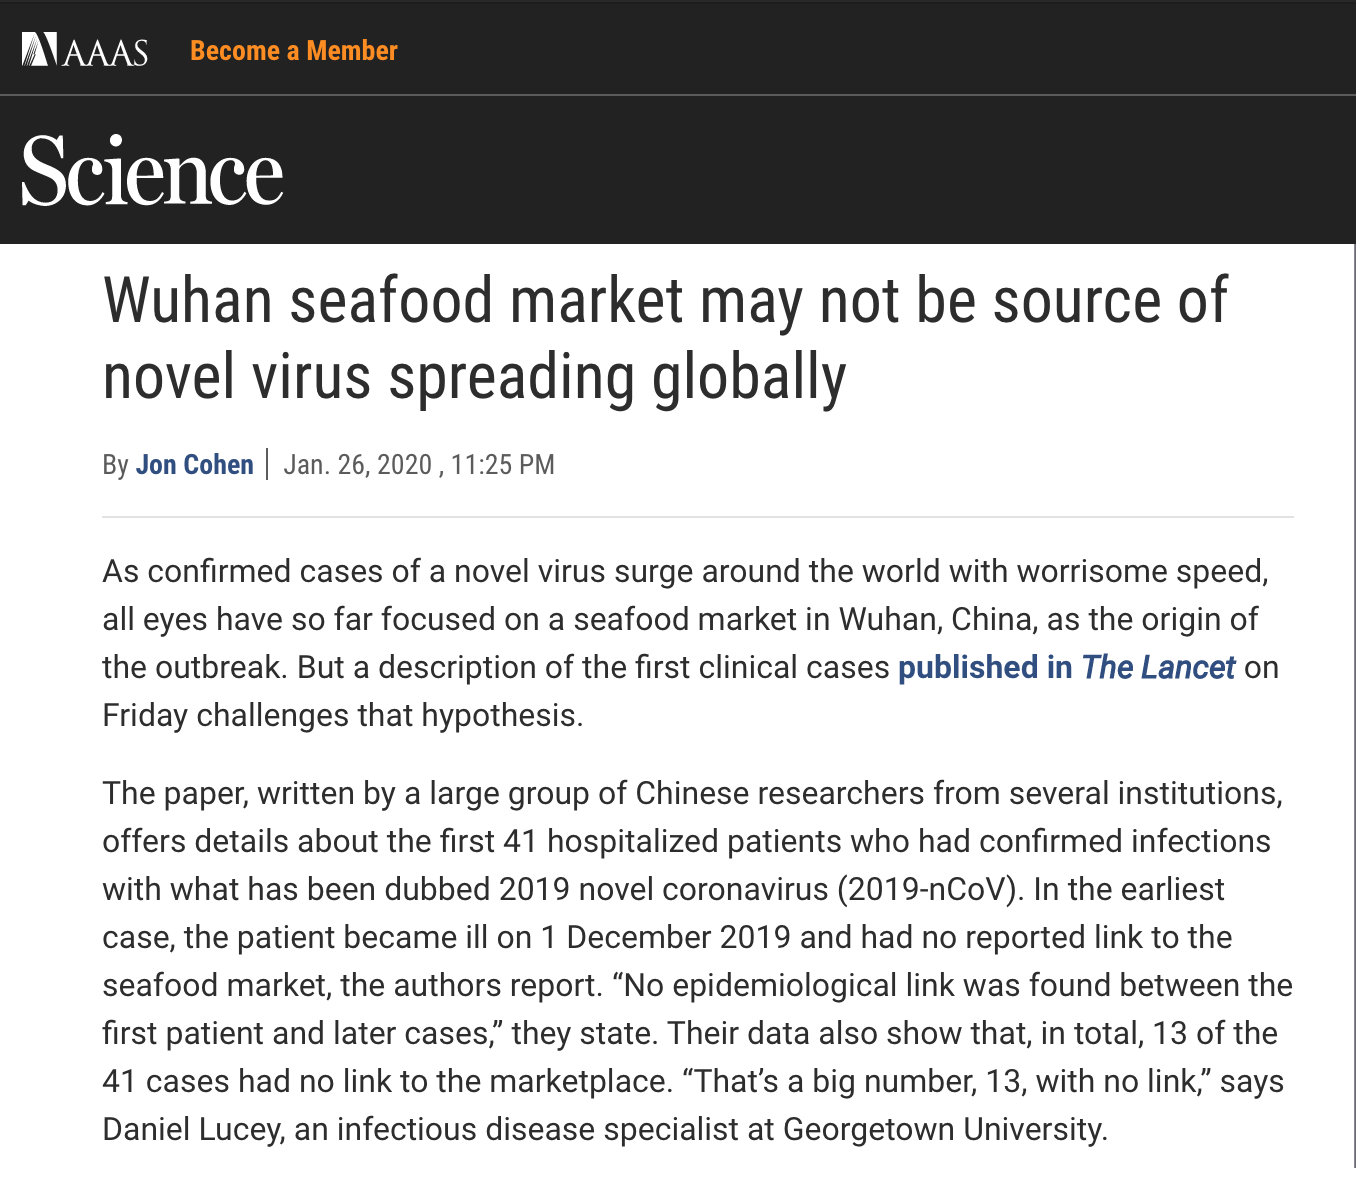 AAAS Become a Member
Science
Wuhan seafood market may not be source of
novel virus spreading globally
By Jon Cohen | Jan. 26, 2020 , 11:25 PM
As confirmed cases of a novel virus surge around the world with worrisome speed,
all eyes have so far focused on a seafood market in Wuhan, China, as the origin of
the outbreak. But a description of the first clinical cases published in The Lancet on
Friday challenges that hypothesis.
The paper, written by a large group of Chinese researchers from several institutions,
offers details about the first 41 hospitalized patients who had confirmed infections
with what has been dubbed 2019 novel coronavirus (2019-nCoV). In the earliest
case, the patient became ill on 1 December 2019 and had no reported link to the
seafood market, the authors report. “No epidemiological link was found between the
first patient and later cases,” they state. Their data also show that, in total, 13 of the
41 cases had no link to the marketplace. “That’s a big number, 13, with no link,” says
Daniel Lucey, an infectious disease specialist at Georgetown University.